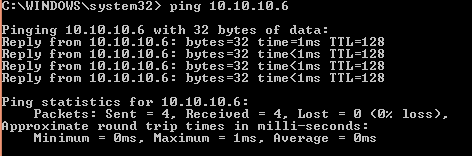 C:\WINDOWS\system32> ping 10.10.10.6
Pinging 10.10.10.6 with 32 bytes of data:
Reply from 10.10.10.6: bytes=32 time=1ms TTL=128
Reply from 10.10.10.6: bytes=32 time<1ms TTL=128
Reply from 10.10.10.6: bytes=32 time<1ms TTL=128
Reply from 10.10.10.6: bytes=32 time<1ms TTL=128
Ping statistics for 10.10.10.6:
    Packets: Sent = 4, Received = 4, Lost = 0 (0% loss),
Approximate round trip times in milli-seconds:
    Minimum = 0ms, Maximum = 1ms, Average = 0ms